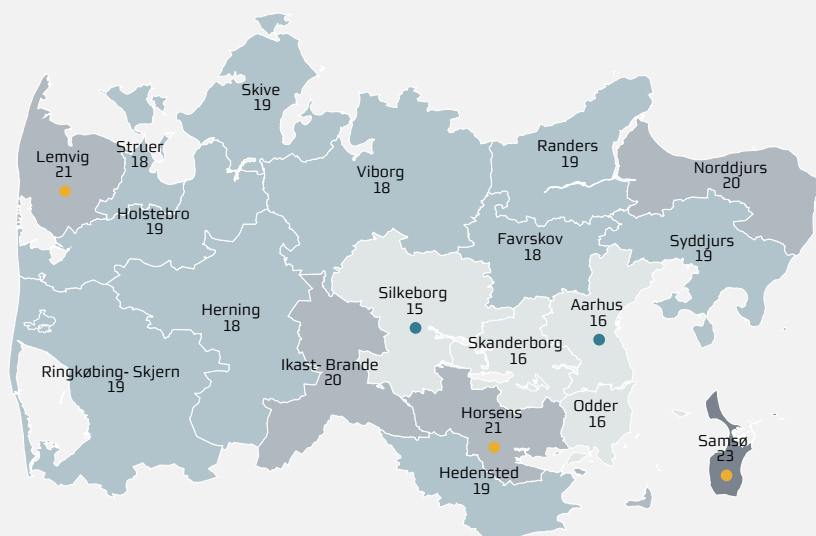 Skive
19
Struer
18
Lemvig
21
Randers
19
Viborg
18
Norddjurs
20
Holstebro
19
Favrskov
18
Syddjurs
19
Silkeborg
15
Aarhus
16
Herning
18
Skanderborg
16
Ringkøbing- Skjern
19
Ikast- Brande
20
Horsens
21
Odder
16
Samsø
23
Hedensted
19